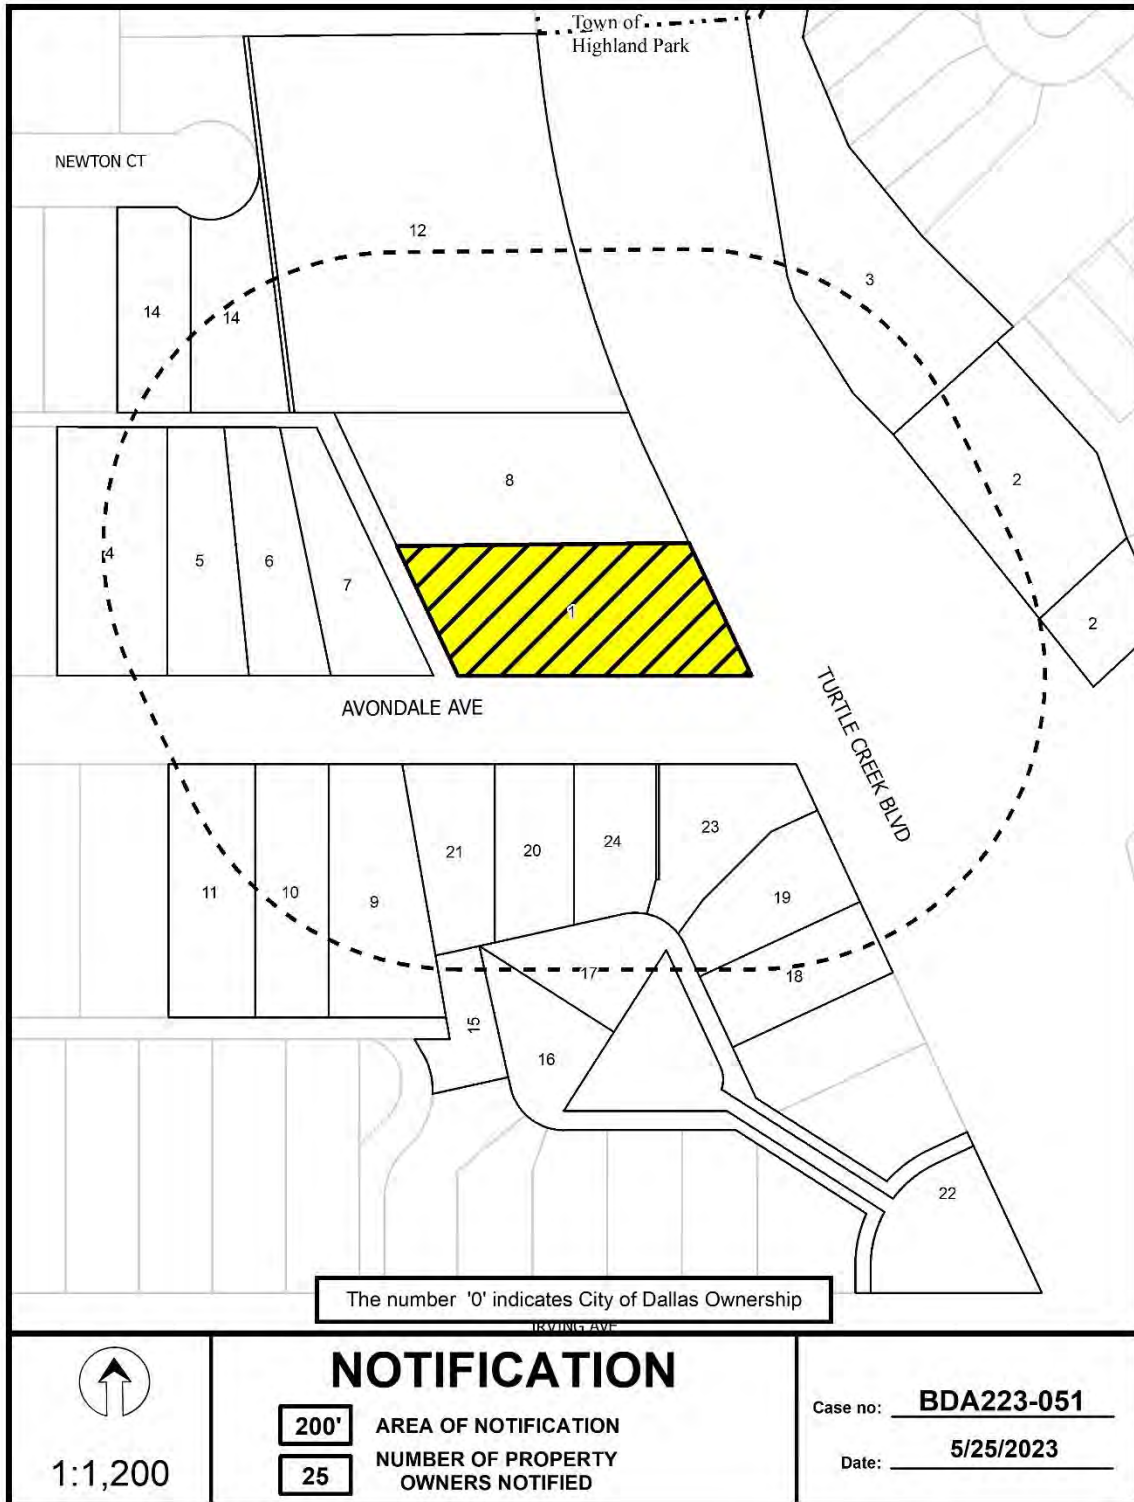 Town of
Highland Park
NEWTON CT
12
3
14
14
8
2
4
5
6
7
1
2
AVONDALE AVE
TURTLE CREEK BLVD
21
20
24
23
11
10
9
19
17
18
15
16
22
The number '0' indicates City of Dallas Ownership
IRVING AVE
NOTIFICATION
200' AREA OF NOTIFICATION
25 NUMBER OF PROPERTY
OWNERS NOTIFIED
1:1,200
Case no: BDA223-051
Date: 5/25/2023